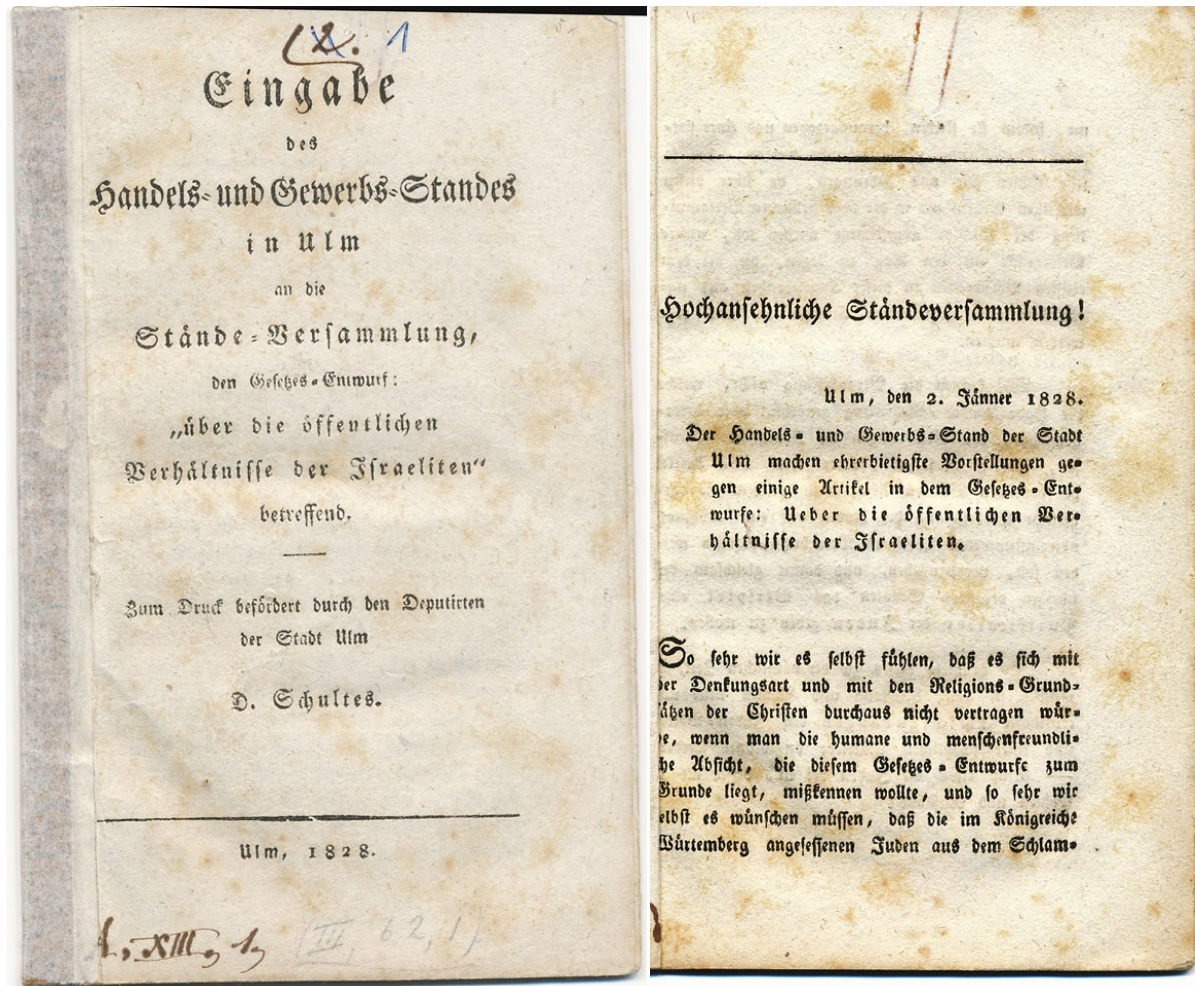 (2. 1
Eingabe
des
Handels- und Gewerbs-Standes
in Ulm
an die
Stände-Versammlung,
den Gesetzes-Entwurf:
„über die öffentlichen
Verhältnisse der Israeliten“
betreffend.
Zum Druck befördert durch den Deputirten
der Stadt Ulm
D. Schultes.
Ulm, 1828.
XIII, 1,
(III, 62, 1)
Hochansehnliche Ständeversammlung!
Ulm, den 2. Jänner 1828.
Der Handels- und Gewerbs-Stand der Stadt
Ulm machen ehrerbietigste Vorstellungen ge-
gen einige Artikel in dem Gesetzes-Ent-
wurfe: Ueber die öffentlichen Ver-
hältnisse der Israeliten.
So sehr wir es selbst fühlen, daß es sich mit
der Denkungsart und mit den Religions-Grund-
sätzen der Christen durchaus nicht vertragen wür-
de, wenn man die humane und menschenfreundli-
che Absicht, die diesem Gesetzes-Entwurfe zum
Grunde liegt, mißkennen wollte, und so sehr wir
selbst es wünschen müssen, daß die im Königreiche
Würtemberg angesessenen Juden aus dem Schlam-